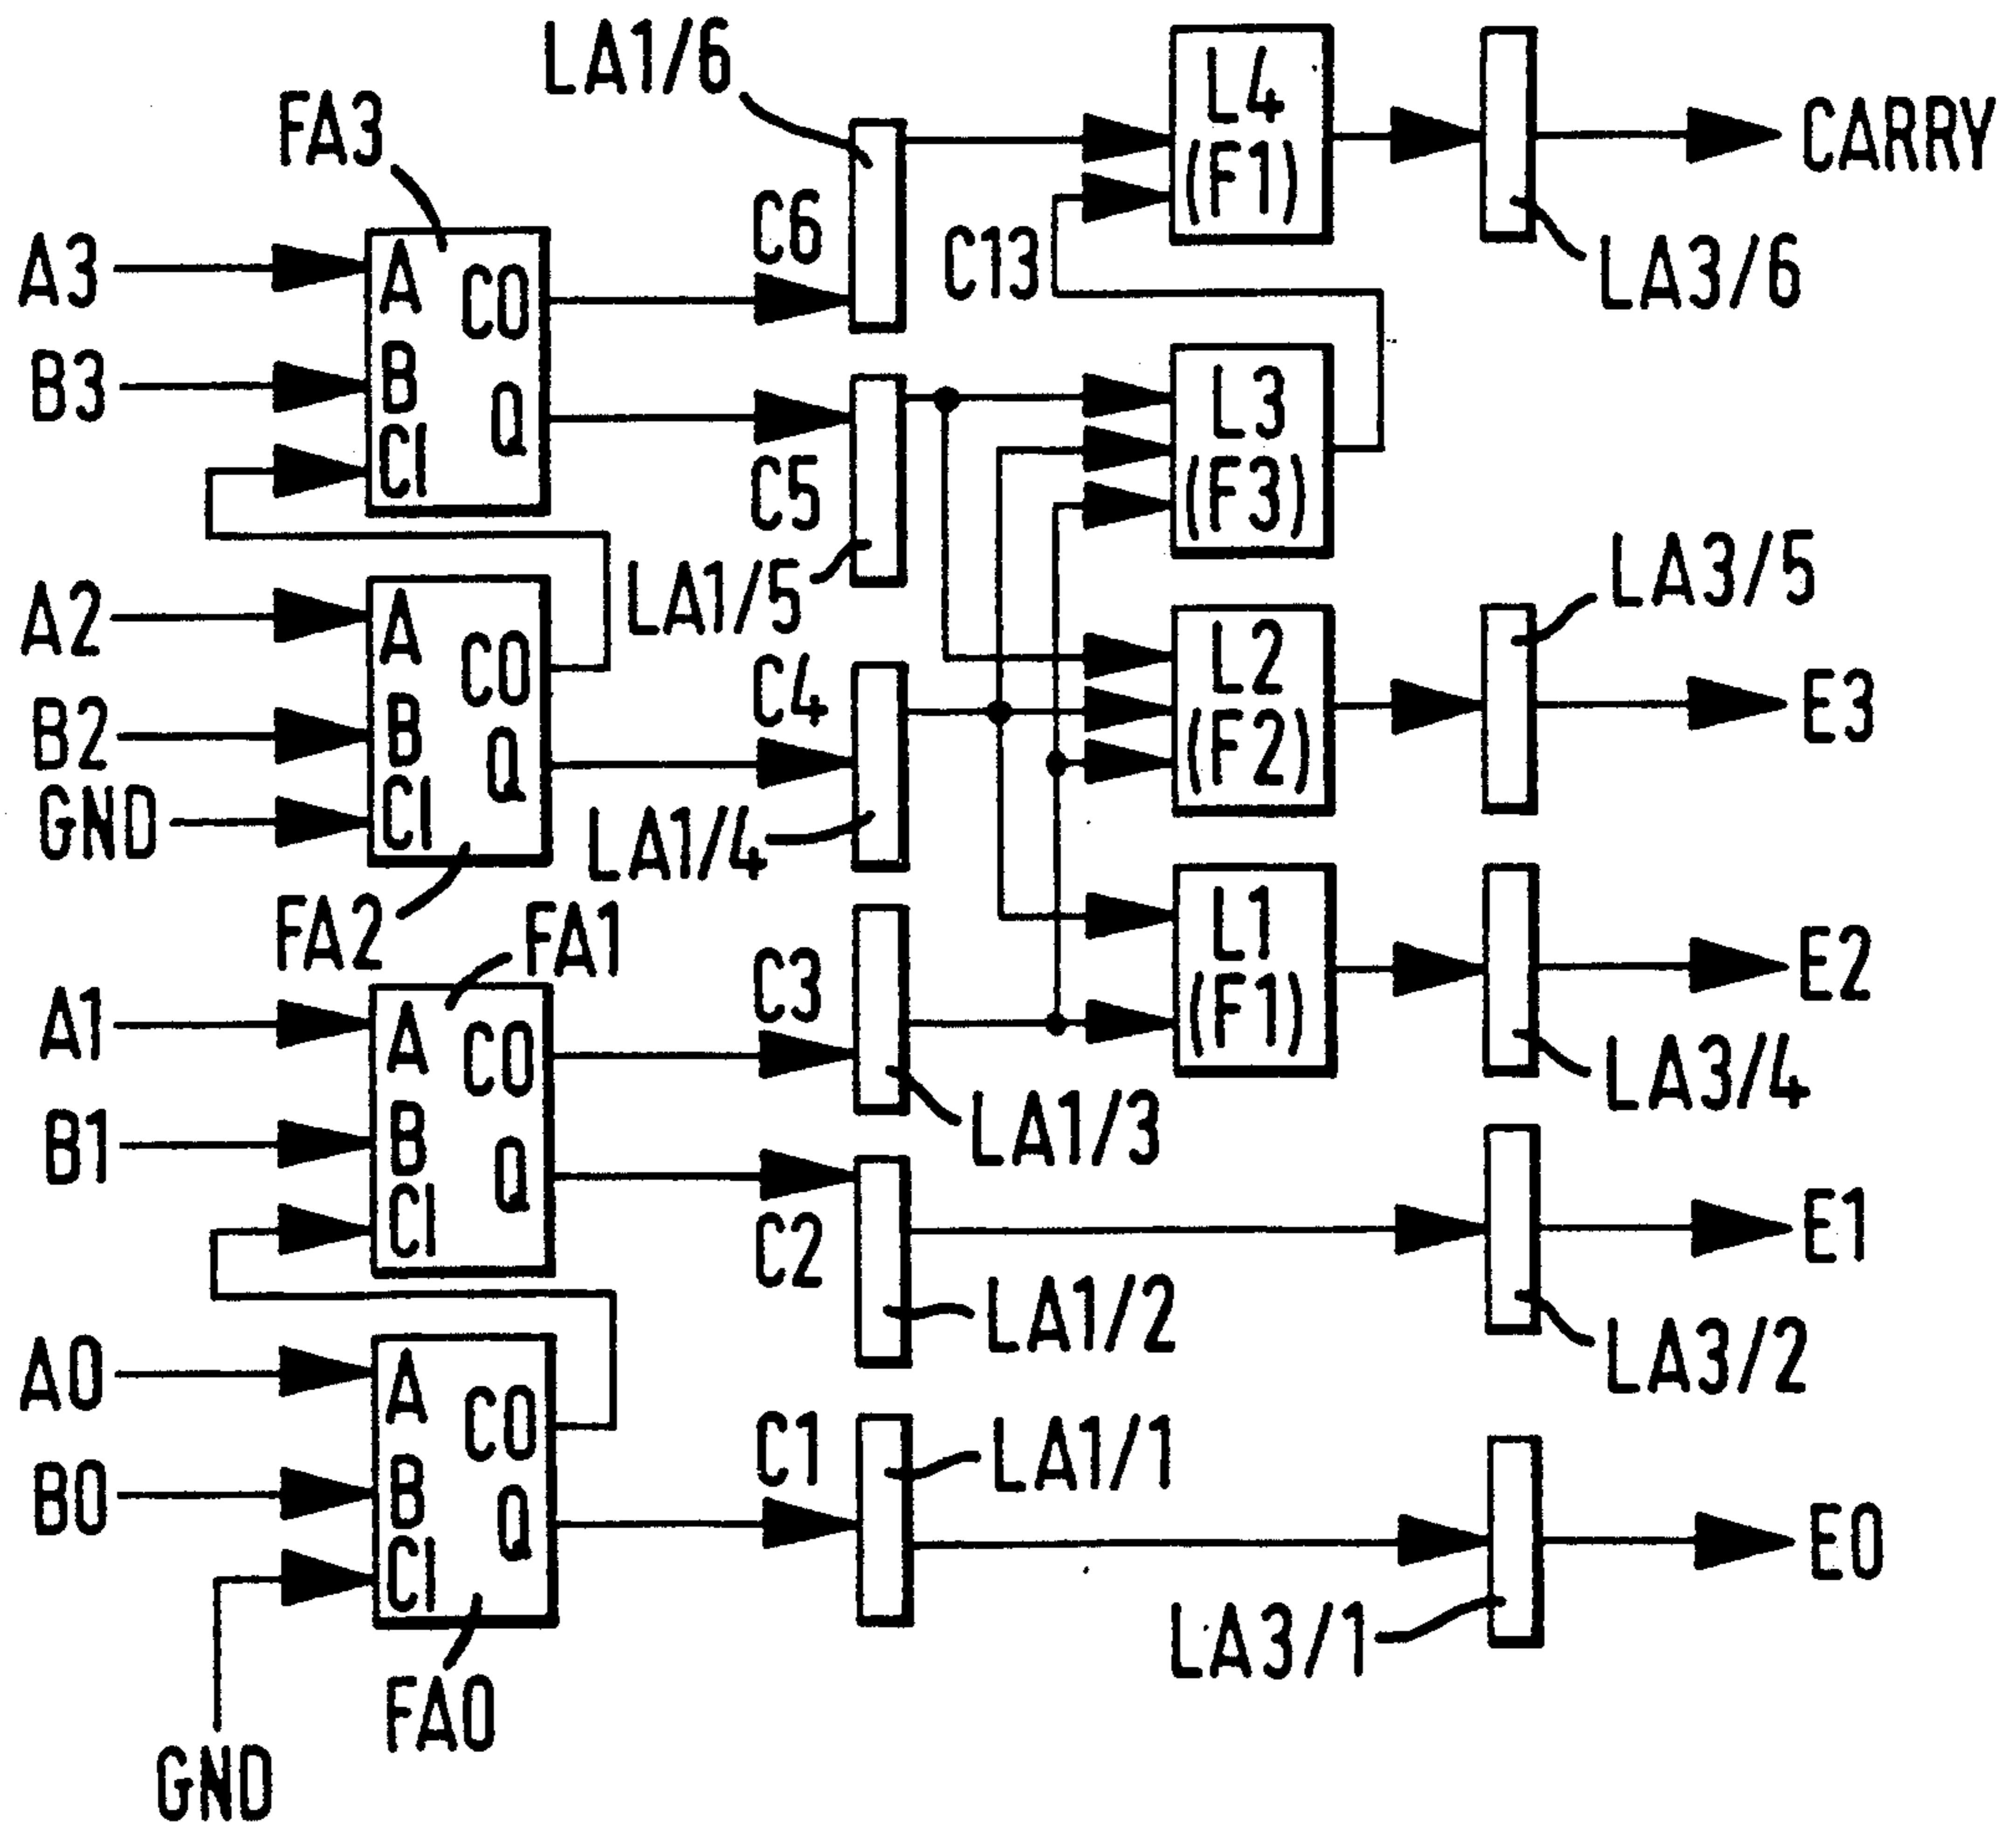 LA1/6
L4
(F1)
CARRY
FA3
C6
C13
LA3/6
A3
A
CO
B3
B
Q
CI
L3
(F3)
C5
LA1/5
LA3/5
A2
A
CO
B2
B
Q
GND
CI
C4
L2
(F2)
E3
LA1/4
FA2
FA1
C3
L1
(F1)
E2
A1
A
CO
B1
B
Q
CI
LA1/3
LA3/4
C2
E1
LA1/2
LA3/2
A0
A
CO
B0
B
Q
CI
C1
LA1/1
E0
LA3/1
FA0
GND